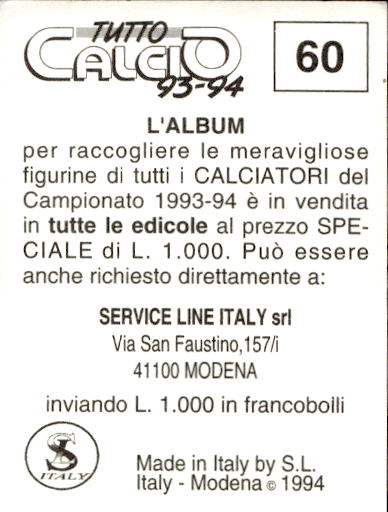 TUTTO
CALCIO
93-94
60
L'ALBUM
per raccogliere le meravigliose
figurine di tutti i CALCIATORI del
Campionato 1993-94 è in vendita
in tutte le edicole al prezzo SPE-
CIALE di L. 1.000. Può essere
anche richiesto direttamente a:
SERVICE LINE ITALY srl
Via San Faustino,157/i
41100 MODENA
inviando L. 1.000 in francobolli
SL
ITALY
Made in Italy by S.L.
Italy - Modena © 1994